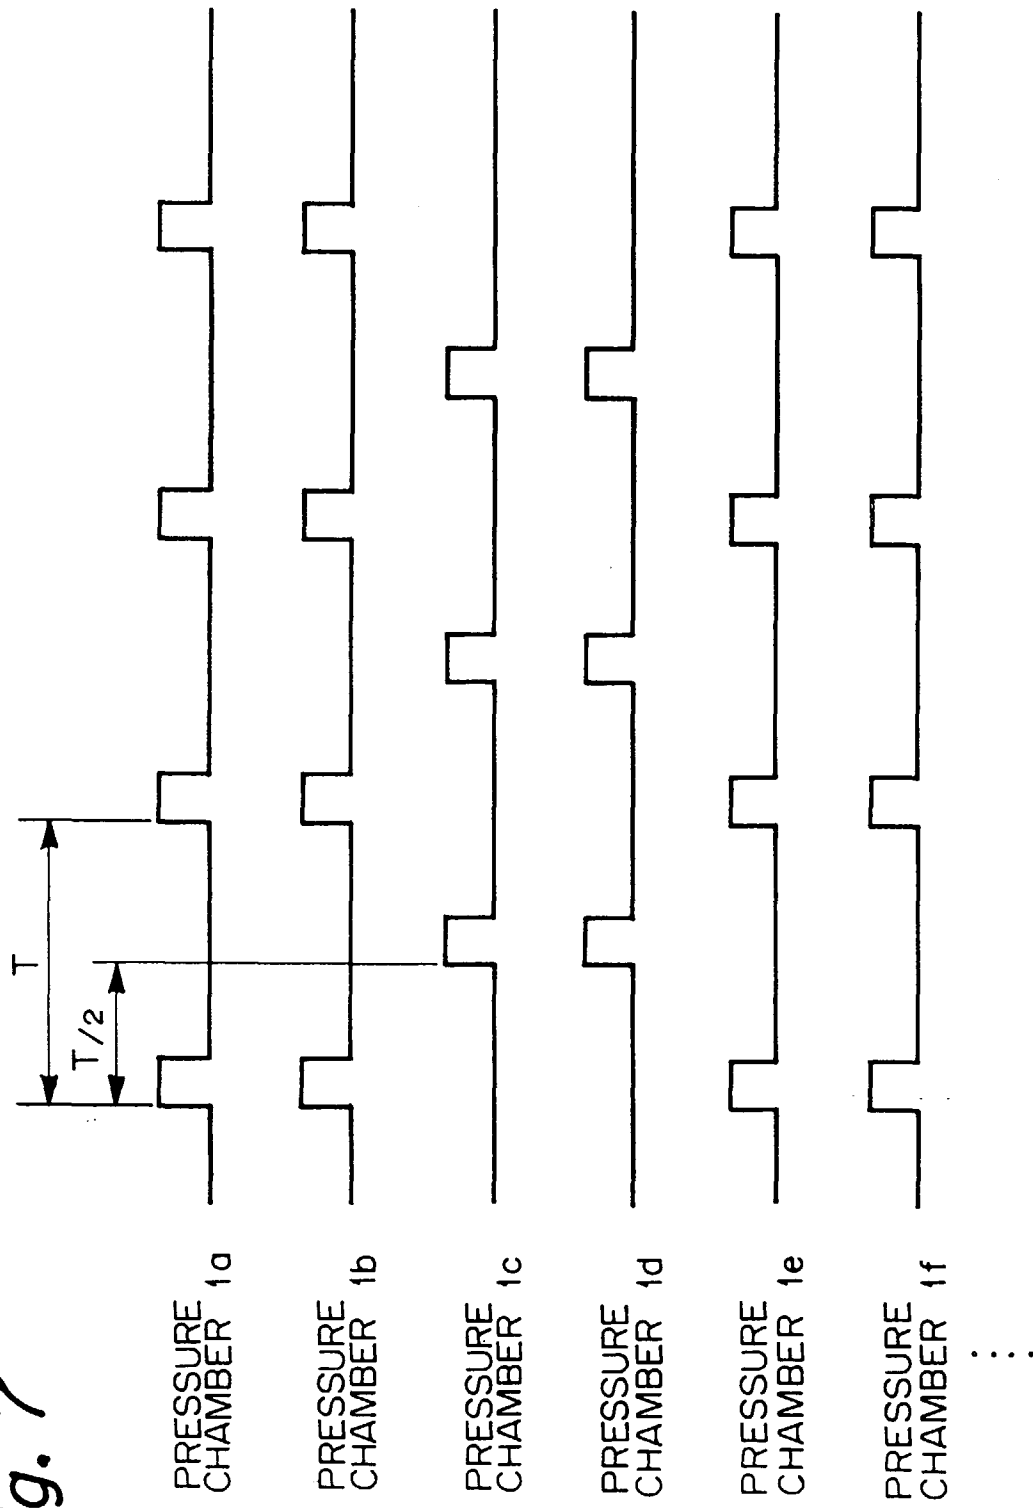 g. 7
T
T/2
PRESSURE
CHAMBER 1a
PRESSURE
CHAMBER 1b
PRESSURE
CHAMBER 1c
PRESSURE
CHAMBER 1d
PRESSURE
CHAMBER 1e
PRESSURE
CHAMBER 1f